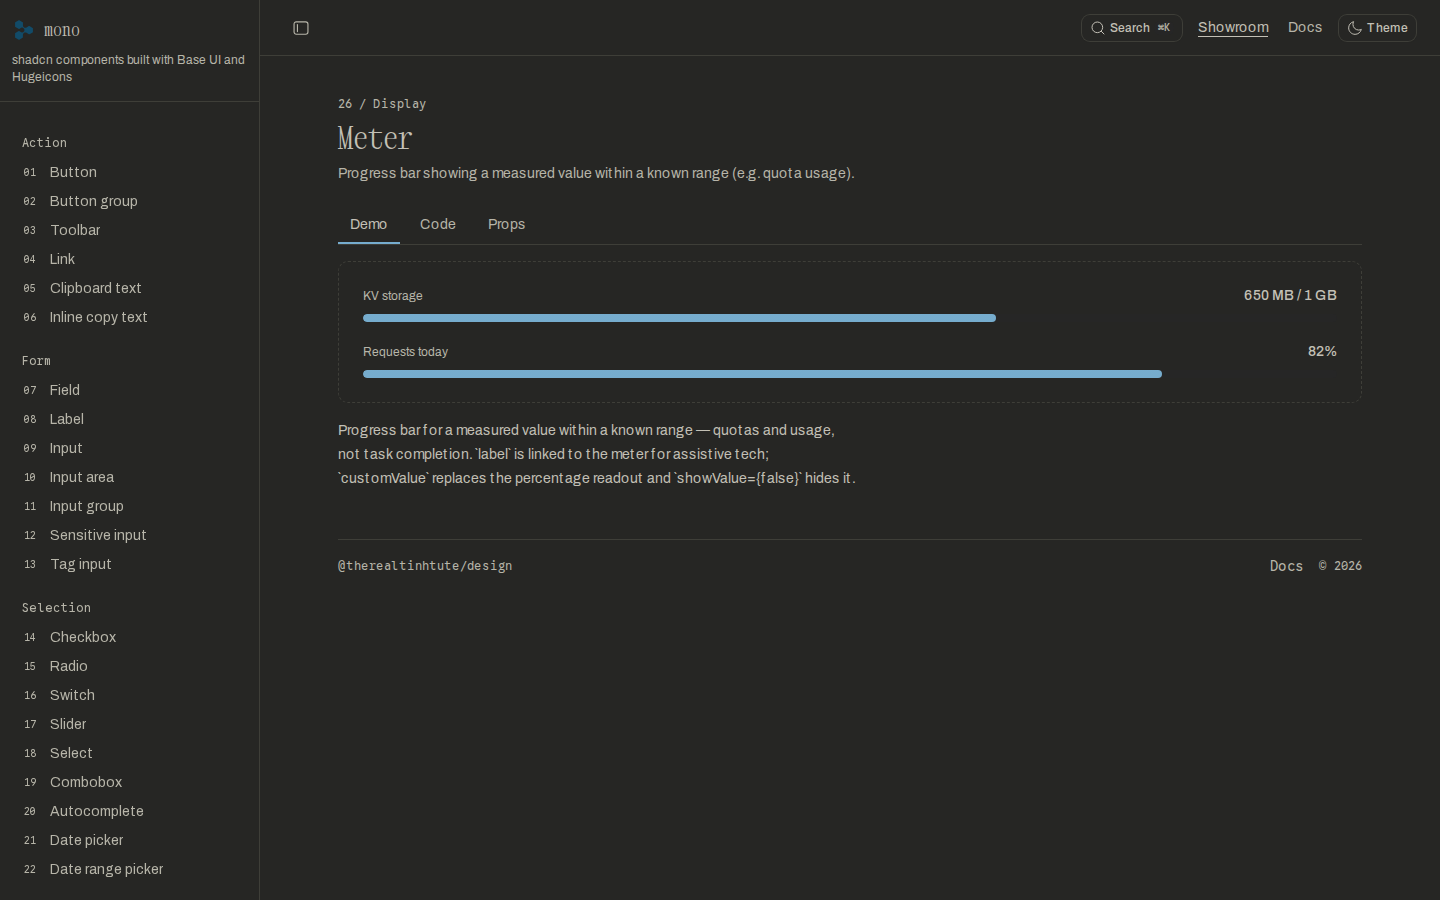 mono
shadcn components built with Base UI and
Hugeicons
Action
01 Button
02 Button group
03 Toolbar
04 Link
05 Clipboard text
06 Inline copy text
Form
07 Field
08 Label
09 Input
10 Input area
11 Input group
12 Sensitive input
13 Tag input
Selection
14 Checkbox
15 Radio
16 Switch
17 Slider
18 Select
19 Combobox
20 Autocomplete
21 Date picker
22 Date range picker
Search ⌘K Showroom Docs Theme
26 / Display
Meter
Progress bar showing a measured value within a known range (e.g. quota usage).
Demo Code Props
KV storage 650 MB / 1 GB
Requests today 82%
Progress bar for a measured value within a known range — quotas and usage,
not task completion. `label` is linked to the meter for assistive tech;
`customValue` replaces the percentage readout and `showValue={false}` hides it.
@therealtinhtute/design Docs © 2026